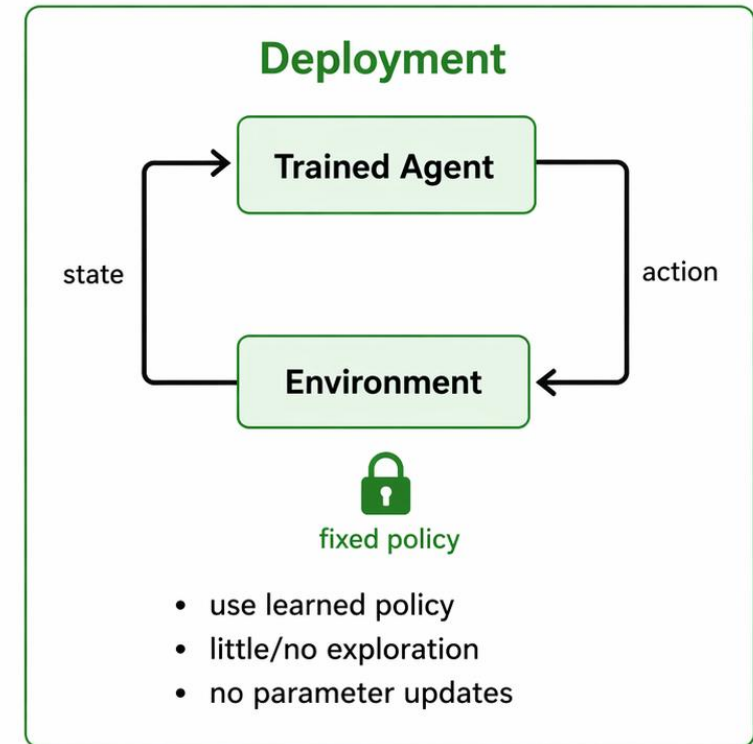 Deployment
Trained Agent
state
action
Environment
fixed policy
• use learned policy
• little/no exploration
• no parameter updates